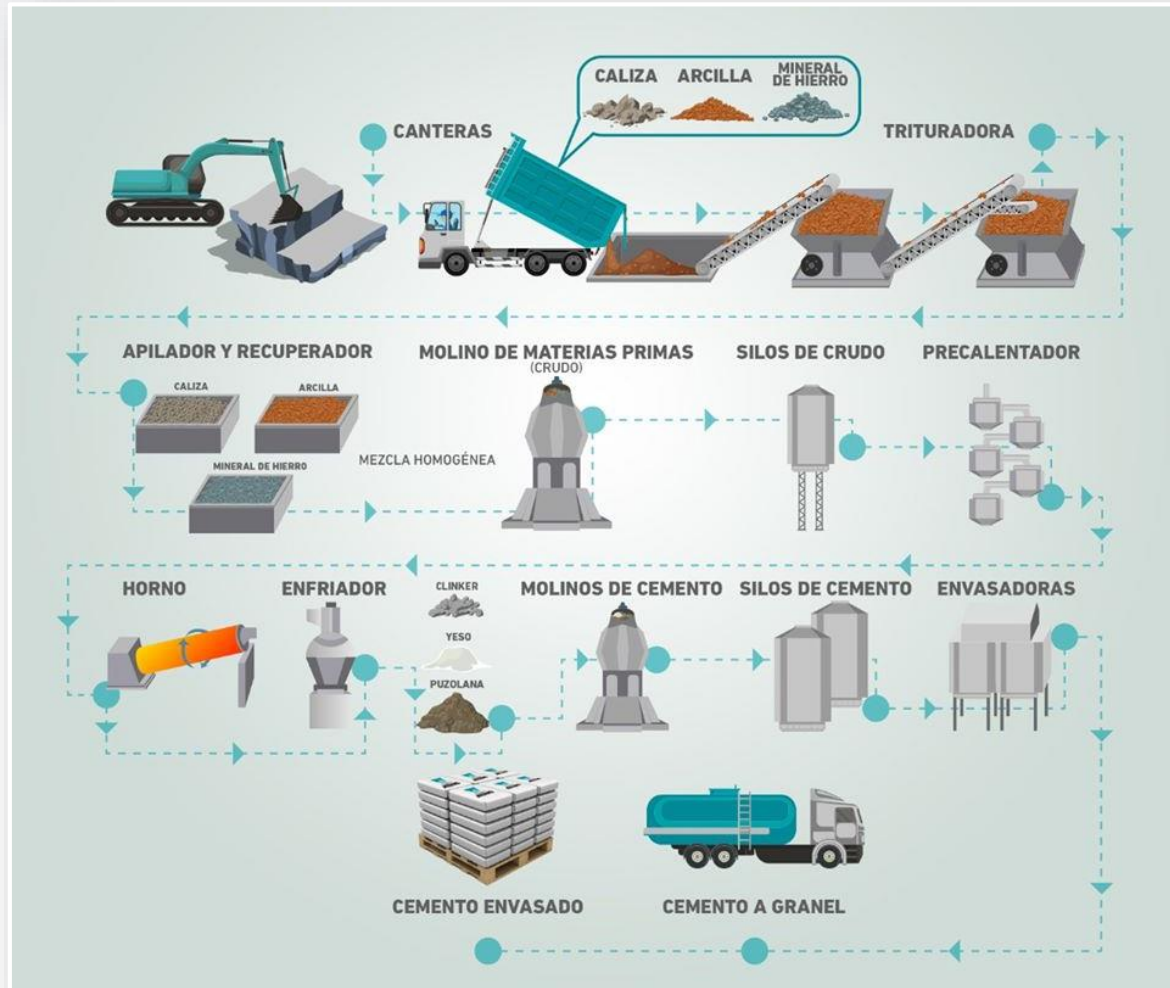 CALIZA
ARCILLA
MINERAL
DE HIERRO
CANTERAS
TRITURADORA
APILADOR Y RECUPERADOR
CALIZA
ARCILLA
MINERAL DE HIERRO
MEZCLA HOMOGÉNEA
MOLINO DE MATERIAS PRIMAS
(CRUDO)
SILOS DE CRUDO
PRECALENTADOR
HORNO
ENFRIADOR
CLINKER
YESO
PUZOLANA
MOLINOS DE CEMENTO
SILOS DE CEMENTO
ENVASADORAS
CEMENTO ENVASADO
CEMENTO A GRANEL